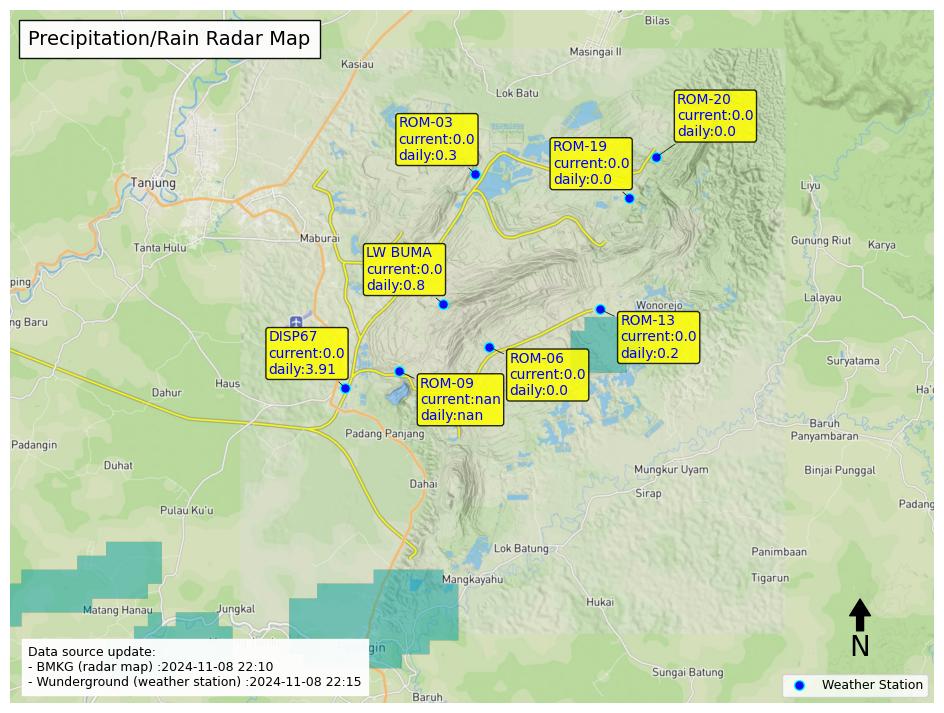 Precipitation/Rain Radar Map
Bilas
Masingai II
Kasiau
Lok Batu
ROM-20
current:0.0
daily:0.0
ROM-03
current:0.0
daily:0.3
ROM-19
current:0.0
daily:0.0
Tanjung
Liyu
Maburai
Tanta Hulu
Gunung Riut
Karya
LW BUMA
current:0.0
daily:0.8
ping
Lalayau
Wonorejo
ng Baru
ROM-13
current:0.0
daily:0.2
DISP67
current:0.0
daily:3.91
ROM-06
current:0.0
daily:0.0
Suryatama
Dahur
Haus
ROM-09
current:nan
daily:nan
Ha'
Baruh
Panyambaran
Padang Panjang
Padangin
Duhat
Dahai
Mungkur Uyam
Binjai Punggal
Sirap
Padang
Pulau Ku'u
Lok Batung
Panimbaan
Mangkayahu
Tigarun
Matang Hanau
Jungkal
Hukai
N
gin
Data source update:
- BMKG (radar map) :2024-11-08 22:10
- Wunderground (weather station) :2024-11-08 22:15
Sungai Batung
Weather Station
Baruh